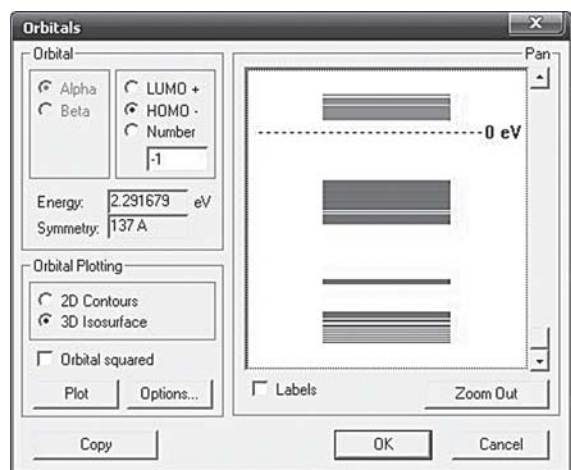 Orbitals
X
Orbital
Alpha
Beta
LUMO +
HOMO -
Number
-1
Energy: 2.291679 eV
Symmetry: 137 A
Orbital Plotting
2D Contours
3D Isosurface
Orbital squared
Plot
Options...
Copy
Pan
0 eV
Labels
Zoom Out
OK
Cancel